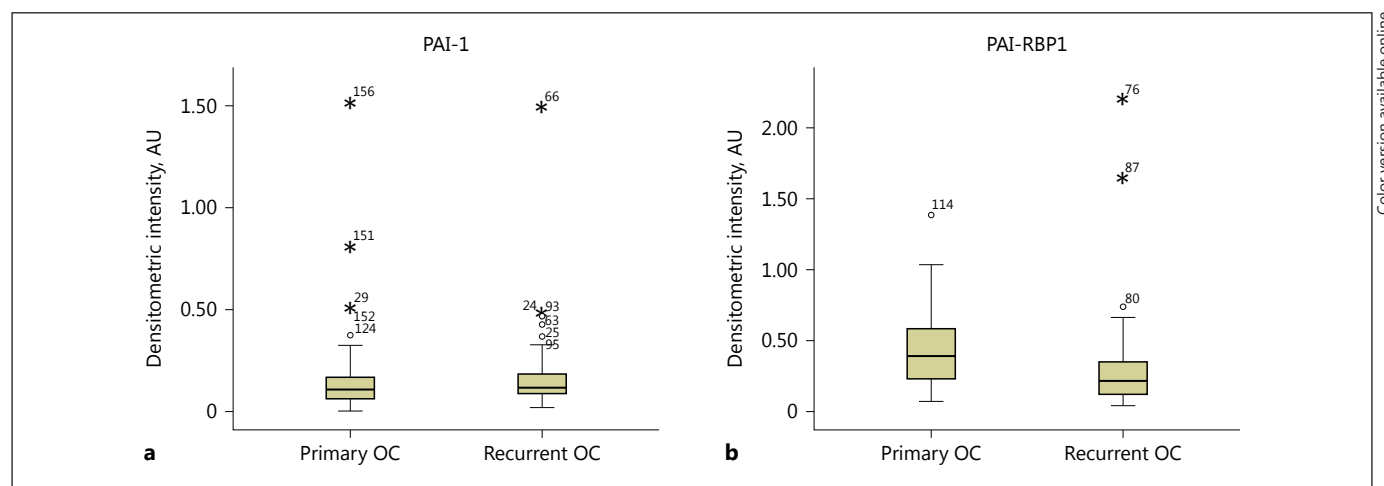 PAI-1
Densitometric intensity, AU
1.50
1.00
0.50
0
156
151
29
152
124
66
24
93
63
25
95
Primary OC
Recurrent OC
a
PAI-RBP1
Densitometric intensity, AU
2.00
1.50
1.00
0.50
0
114
76
87
80
Primary OC
Recurrent OC
b
Color version available online